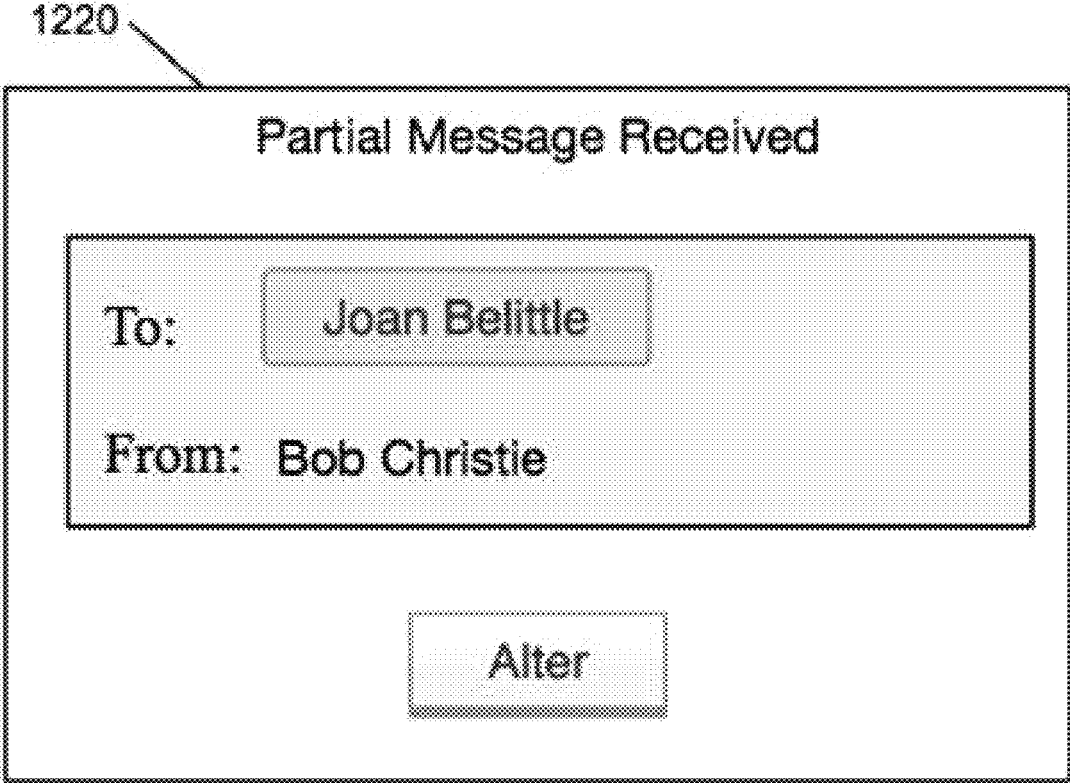 1220
Partial Message Received
To: Joan Belittle
From: Bob Christie
Alter